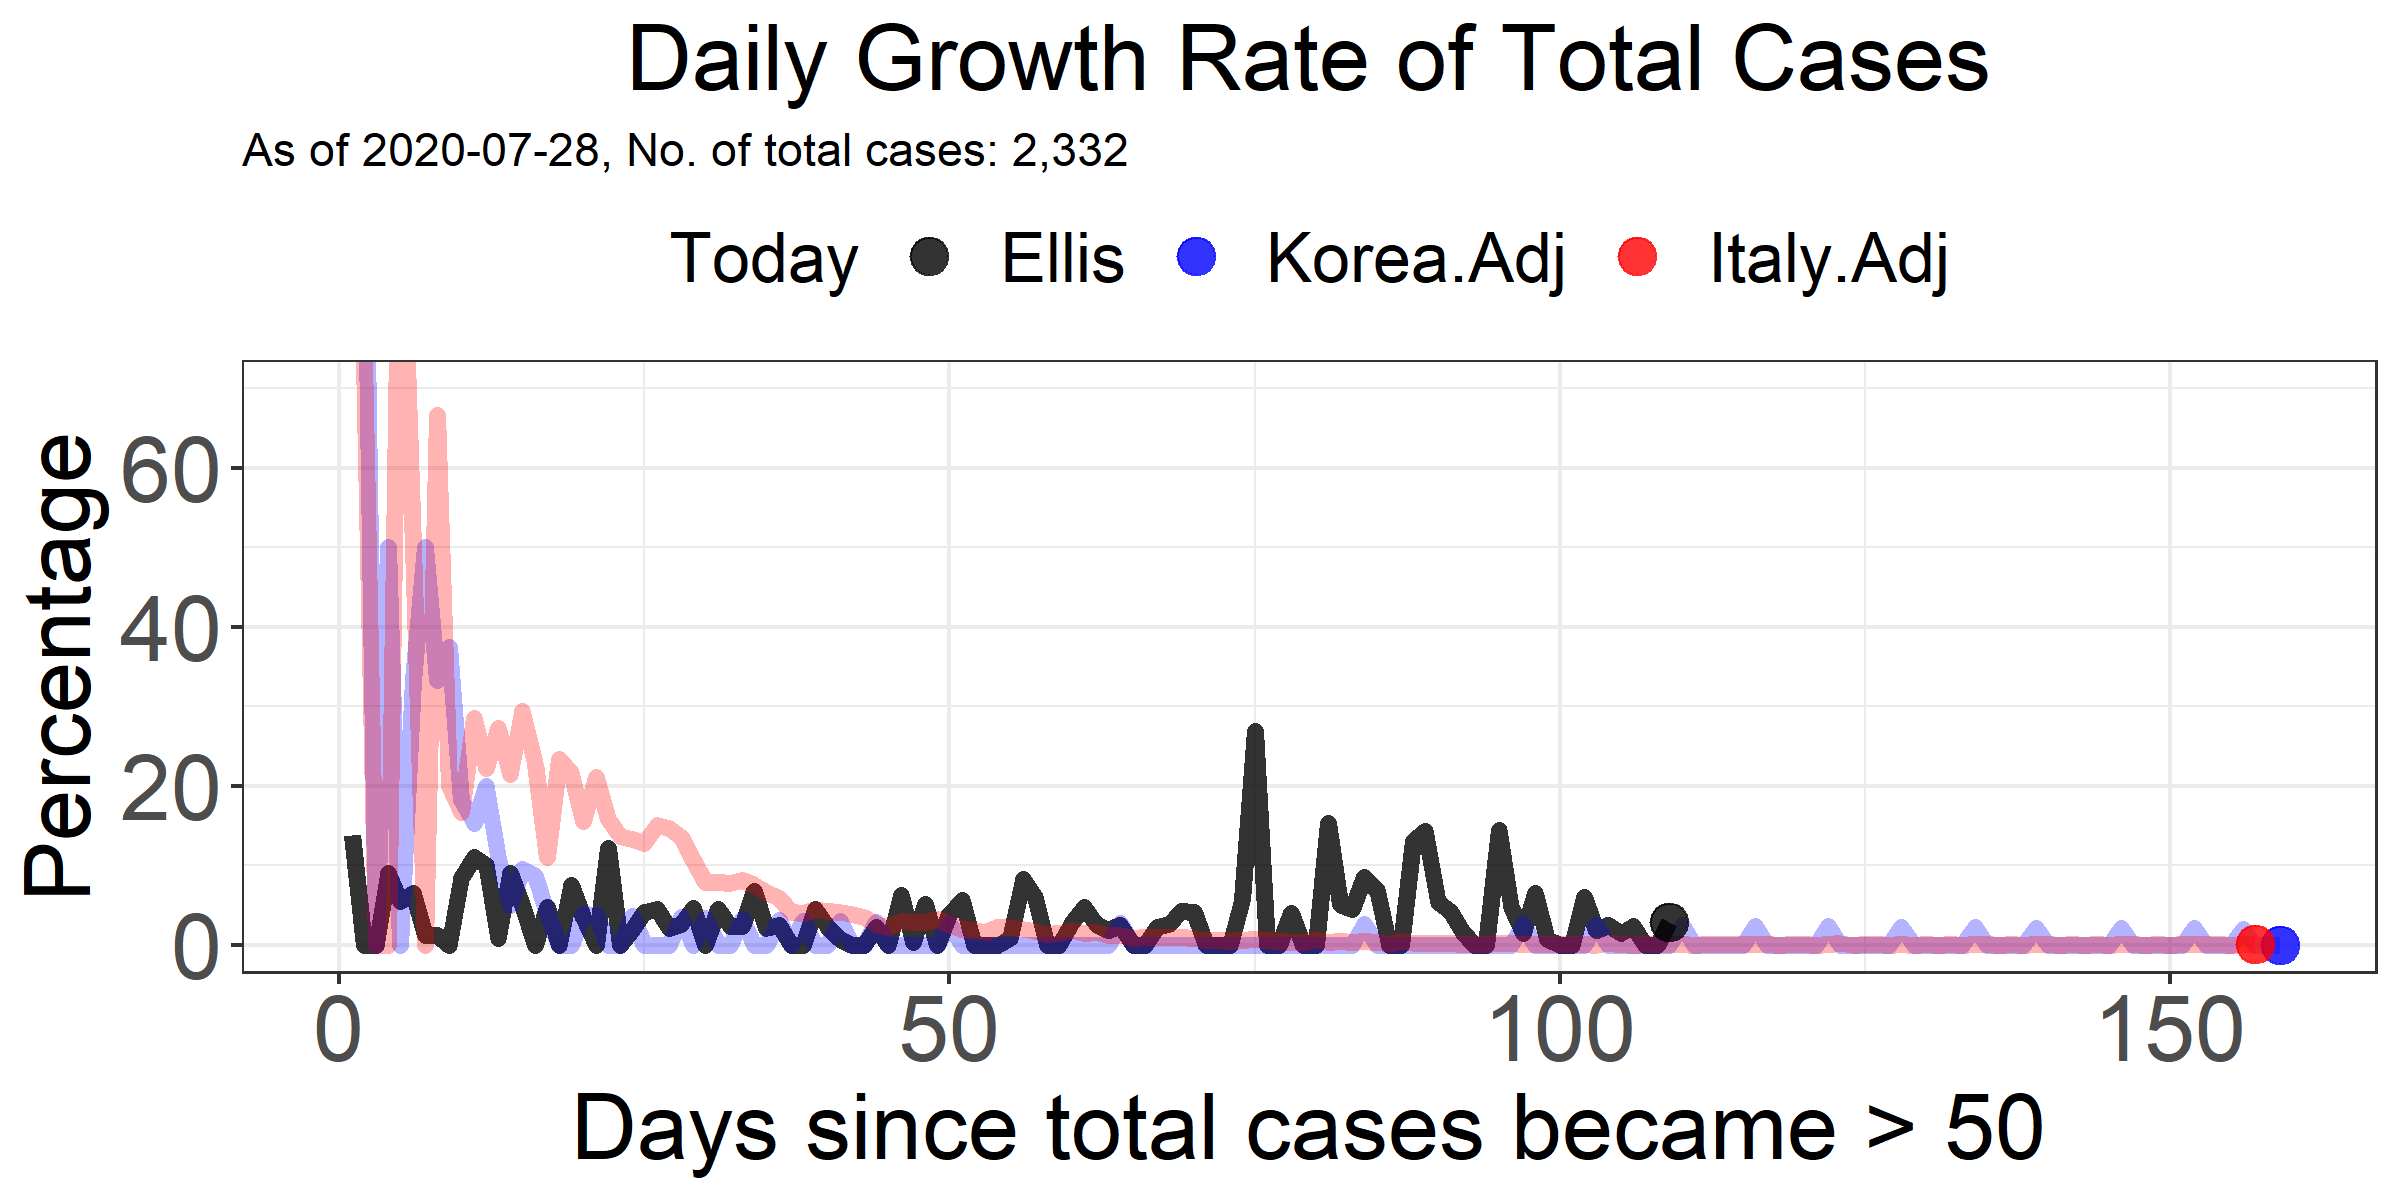 Daily Growth Rate of Total Cases
As of 2020-07-28, No. of total cases: 2,332
Today Ellis Korea.Adj Italy.Adj
Percentage
60
40
20
0
0 50 100 150
Days since total cases became > 50